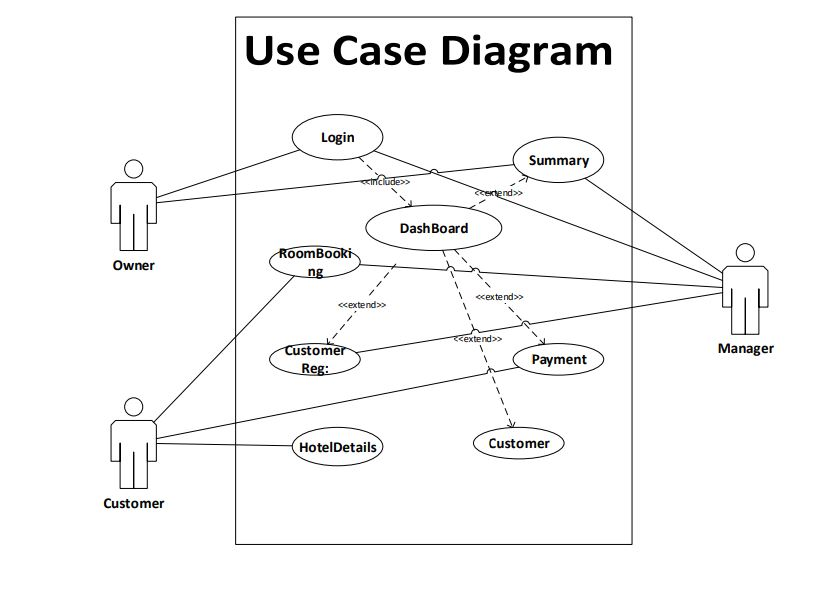 Use Case Diagram
Login
Summary
<<include>>
<<extend>>
DashBoard
Owner
RoomBooki
ng
<<extend>>
<<extend>>
<<extend>>
Manager
Customer
Reg:
Payment
HotelDetails
Customer
Customer